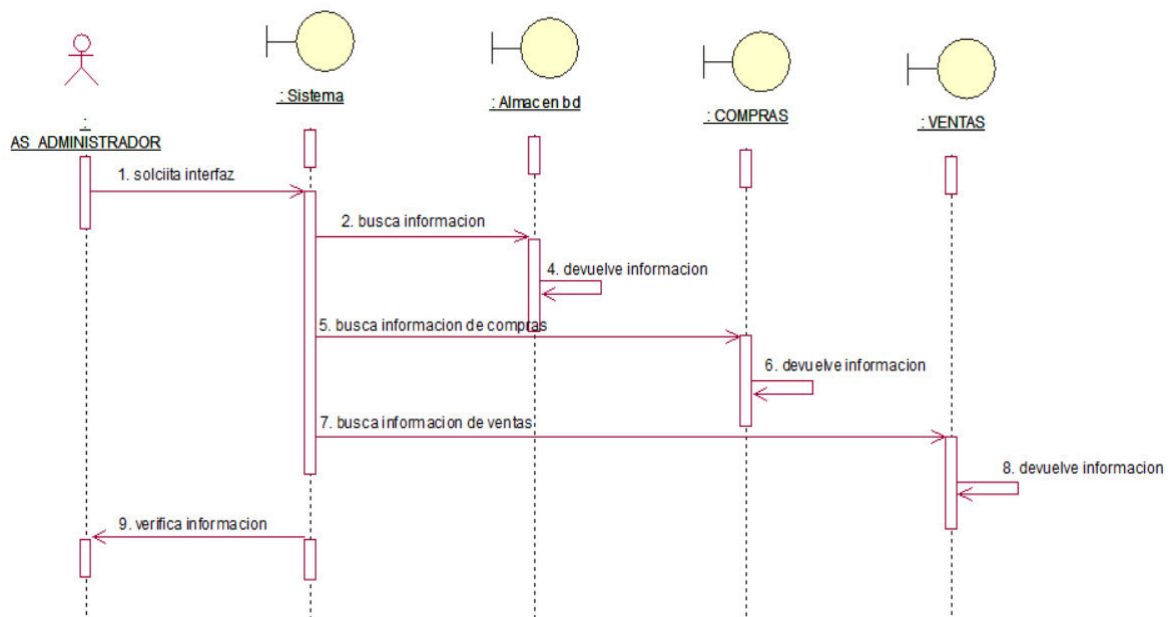 : Sistema
: Almacen bd
: COMPRAS
: VENTAS
:
AS_ADMINISTRADOR
1. solciita interfaz
2. busca informacion
4. devuelve informacion
5. busca informacion de compras
6. devuelve informacion
7. busca informacion de ventas
8. devuelve informacion
9. verifica informacion